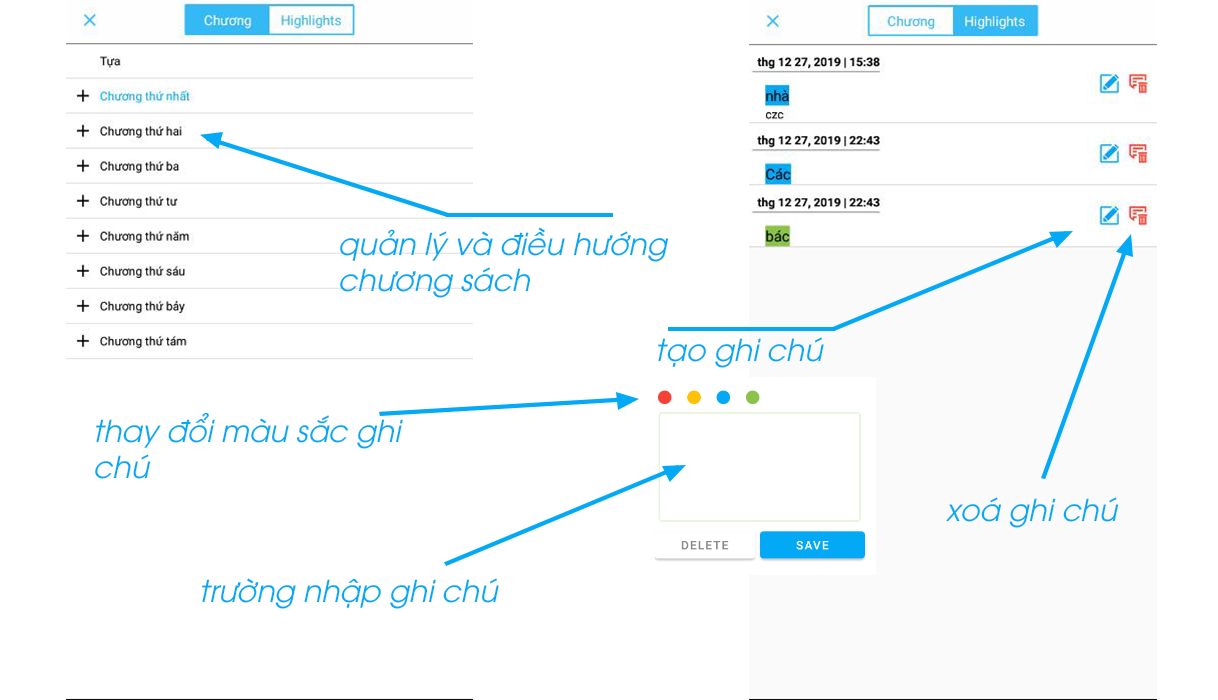 Chương Highlights
Tựa
Chương thứ nhất
Chương thứ hai
Chương thứ ba
Chương thứ tư
Chương thứ năm
Chương thứ sáu
Chương thứ bảy
Chương thứ tám
quản lý và điều hướng
chương sách
Chương Highlights
thg 12 27, 2019 | 15:38
nhà
czc
thg 12 27, 2019 | 22:43
Các
thg 12 27, 2019 | 22:43
bác
tạo ghi chú
thay đổi màu sắc ghi
chú
DELETE SAVE
xoá ghi chú
trường nhập ghi chú